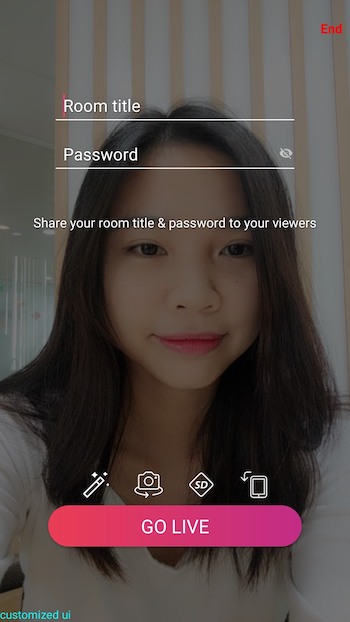 End
Room title
Password
Share your room title & password to your viewers
SD
GO LIVE
customized ui